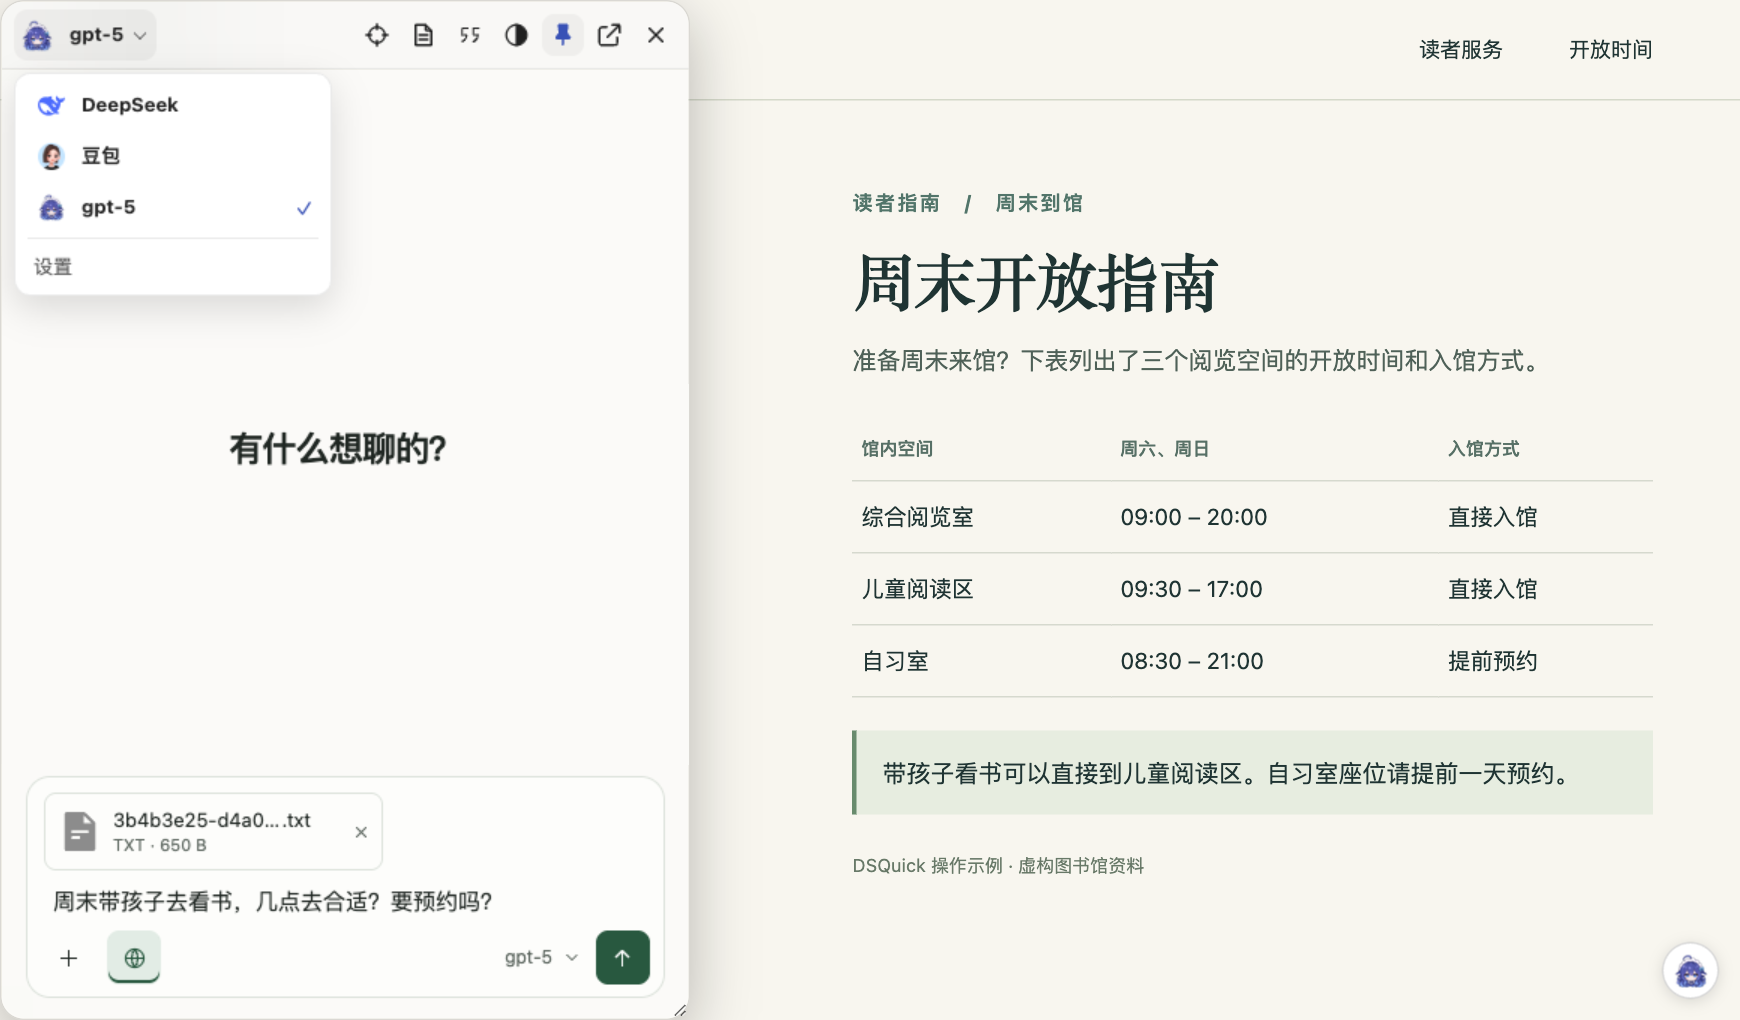 gpt-5
DeepSeek
豆包
gpt-5
设置
有什么想聊的?
3b4b3e25-d4a0....txt
TXT · 650 B
周末带孩子去看书，几点去合适？要预约吗？
gpt-5
读者服务 开放时间
读者指南 / 周末到馆
周末开放指南
准备周末来馆？下表列出了三个阅览空间的开放时间和入馆方式。
馆内空间 周六、周日 入馆方式
综合阅览室 09:00 – 20:00 直接入馆
儿童阅读区 09:30 – 17:00 直接入馆
自习室 08:30 – 21:00 提前预约
带孩子看书可以直接到儿童阅读区。自习室座位请提前一天预约。
DSQuick 操作示例 · 虚构图书馆资料